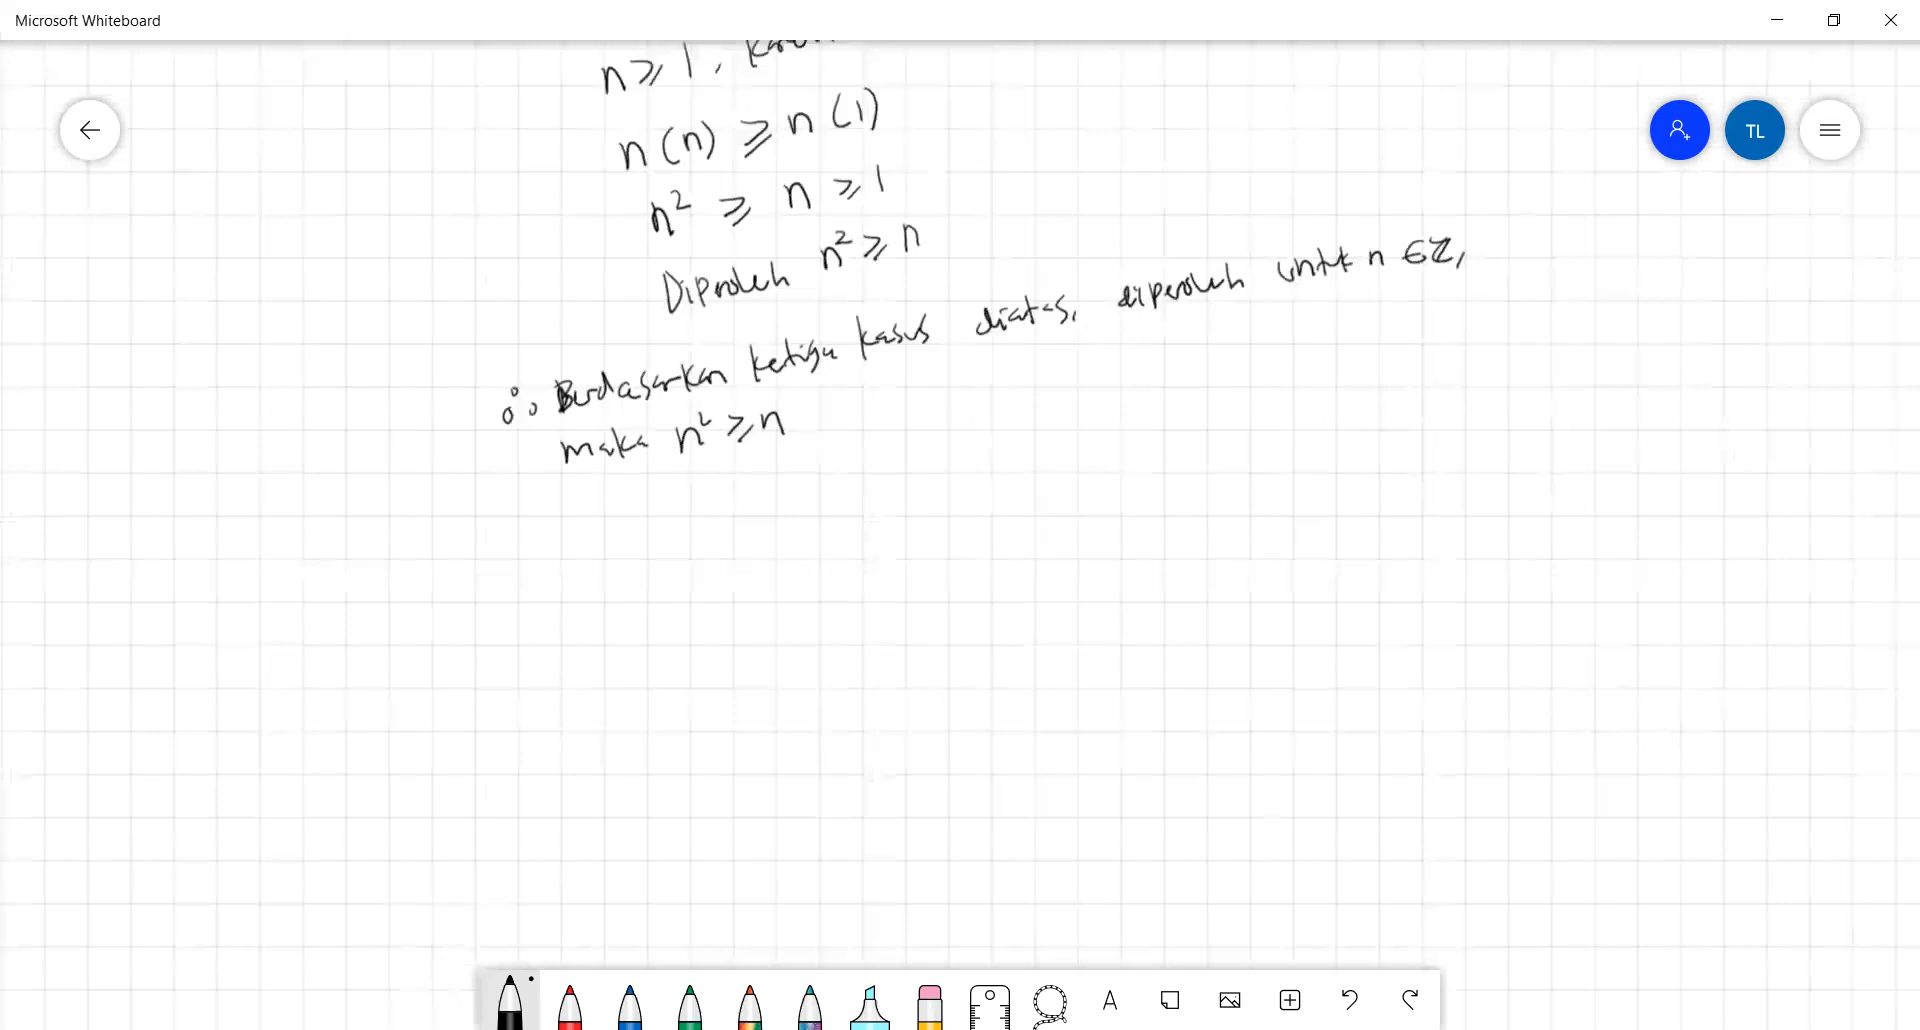 Microsoft Whiteboard
n ≥ 1,
n (n) ≥ n (1)
TL
n² ≥ n ≥ 1
Diperoleh n² ≥ n
∴ Berdasarkan ketiga kasus diatas, diperoleh untuk n ∈ Z,
maka n² ≥ n